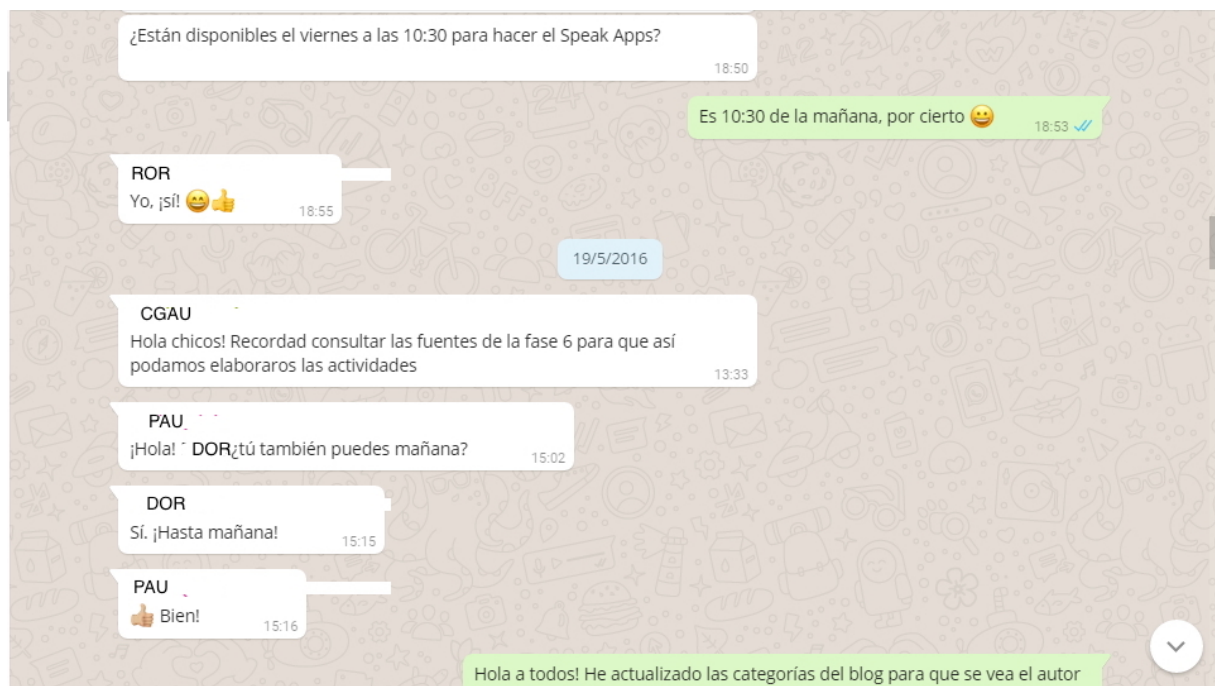 ¿Están disponibles el viernes a las 10:30 para hacer el Speak Apps?
18:50
Es 10:30 de la mañana, por cierto 😀
18:53
ROR
Yo, ¡sí! 😄👍
18:55
19/5/2016
CGAU
Hola chicos! Recordad consultar las fuentes de la fase 6 para que así
podamos elaboraros las actividades
13:33
PAU
¡Hola! DOR¿tú también puedes mañana?
15:02
DOR
Sí. ¡Hasta mañana!
15:15
PAU
👍🏼 Bien!
15:16
Hola a todos! He actualizado las categorías del blog para que se vea el autor